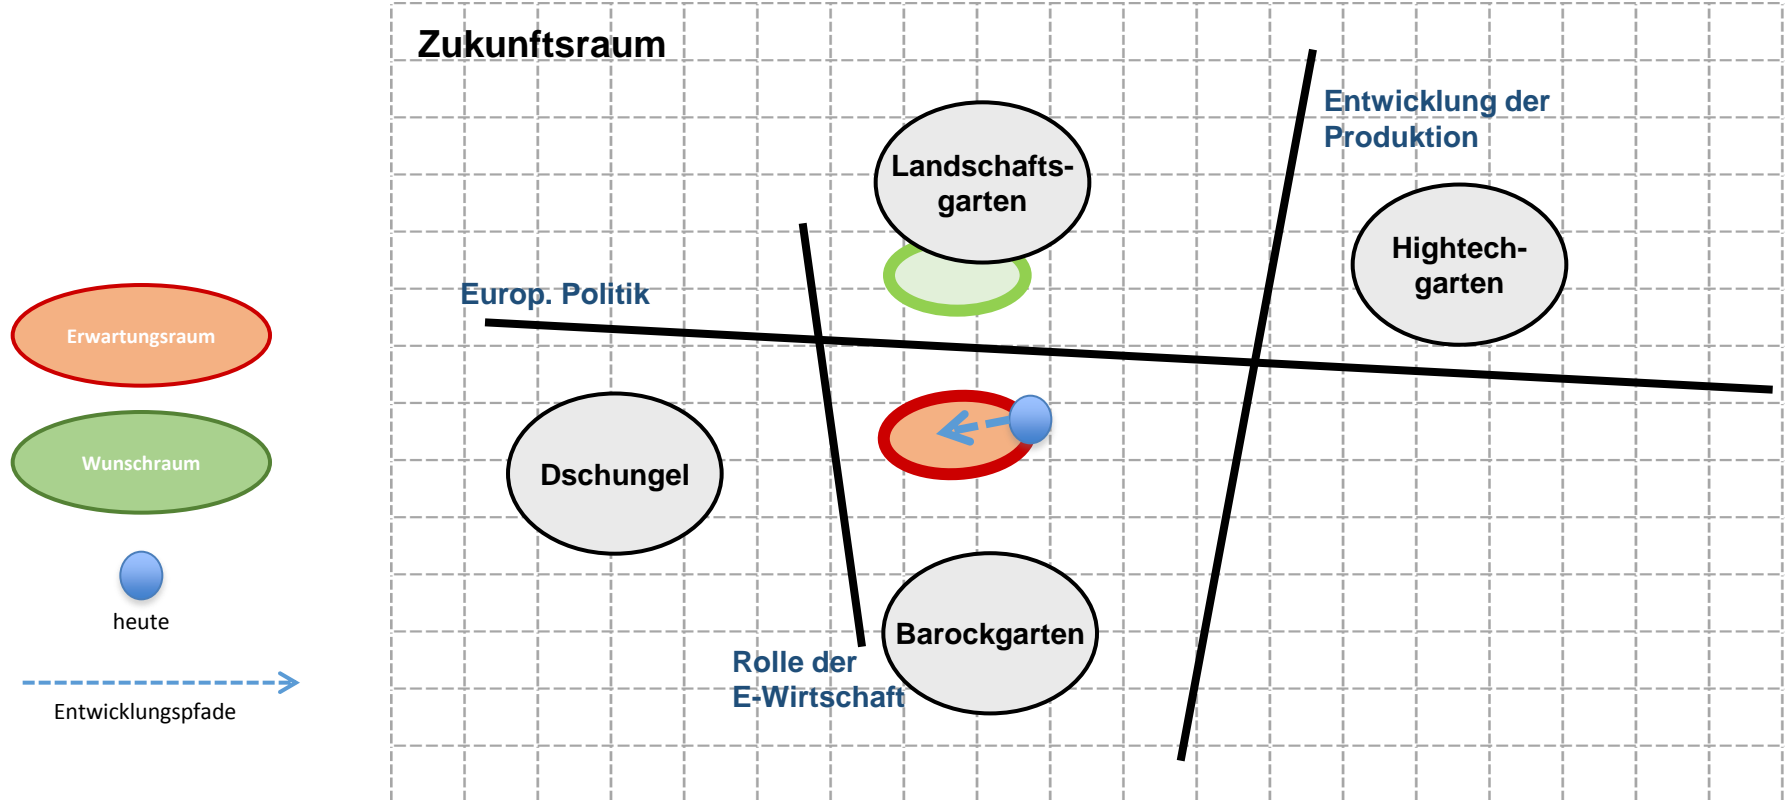 Zukunftsraum
Entwicklung der
Produktion
Landschafts-
garten
Hightech-
garten
Europ. Politik
Erwartungsraum
Wunschraum
Dschungel
heute
Barockgarten
Rolle der
E-Wirtschaft
Entwicklungspfade